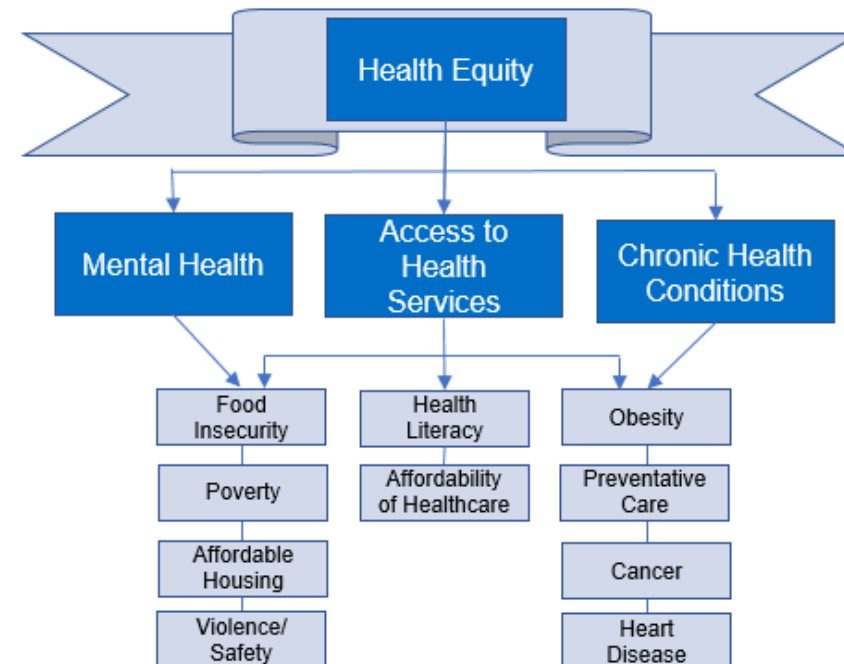 Health Equity
Mental Health
Access to
Health
Services
Chronic Health
Conditions
Food
Insecurity
Health
Literacy
Obesity
Poverty
Affordability
of Healthcare
Preventative
Care
Affordable
Housing
Cancer
Violence/
Safety
Heart
Disease